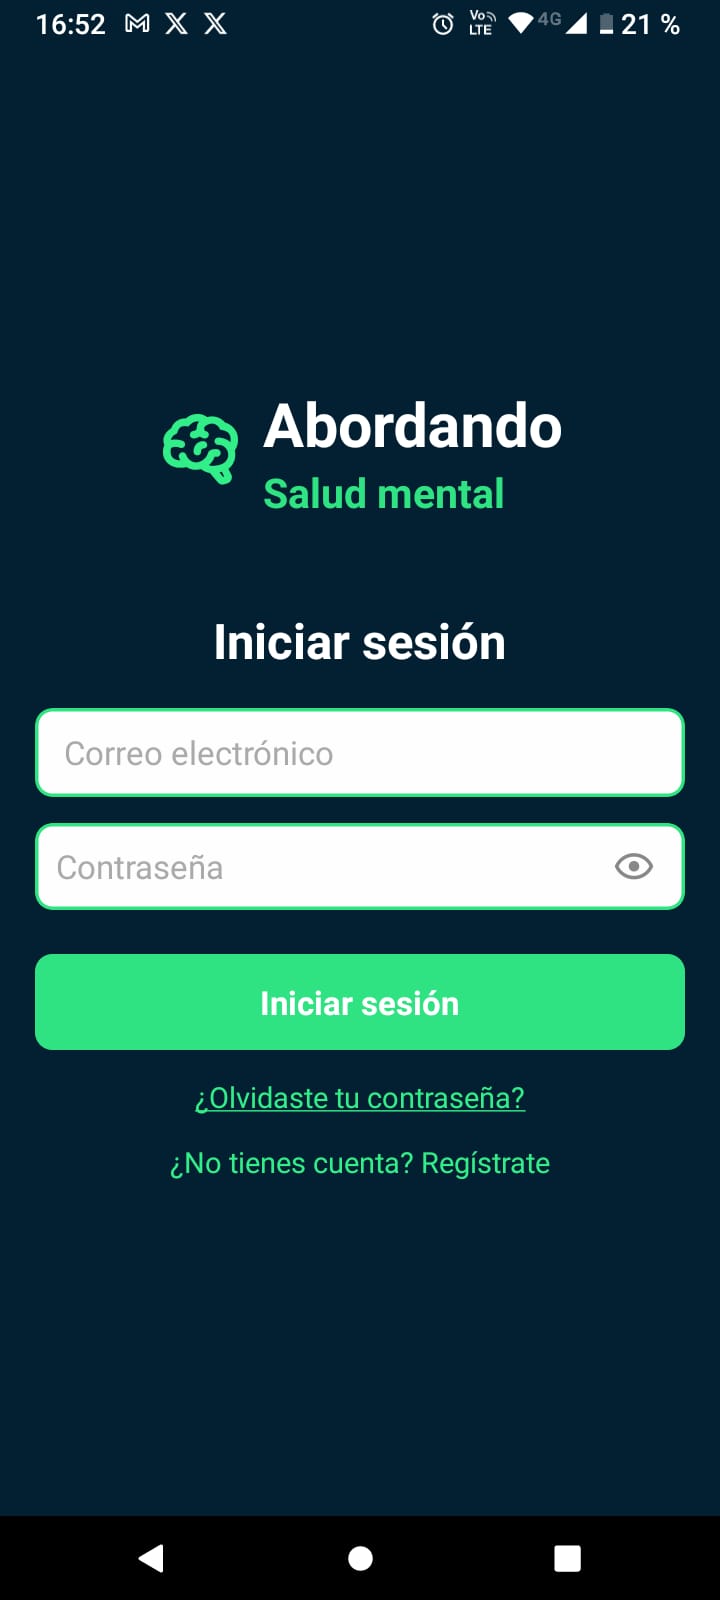 16:52 Vo LTE 4G 21 %
Abordando
Salud mental
Iniciar sesión
Correo electrónico
Contraseña
Iniciar sesión
¿Olvidaste tu contraseña?
¿No tienes cuenta? Regístrate